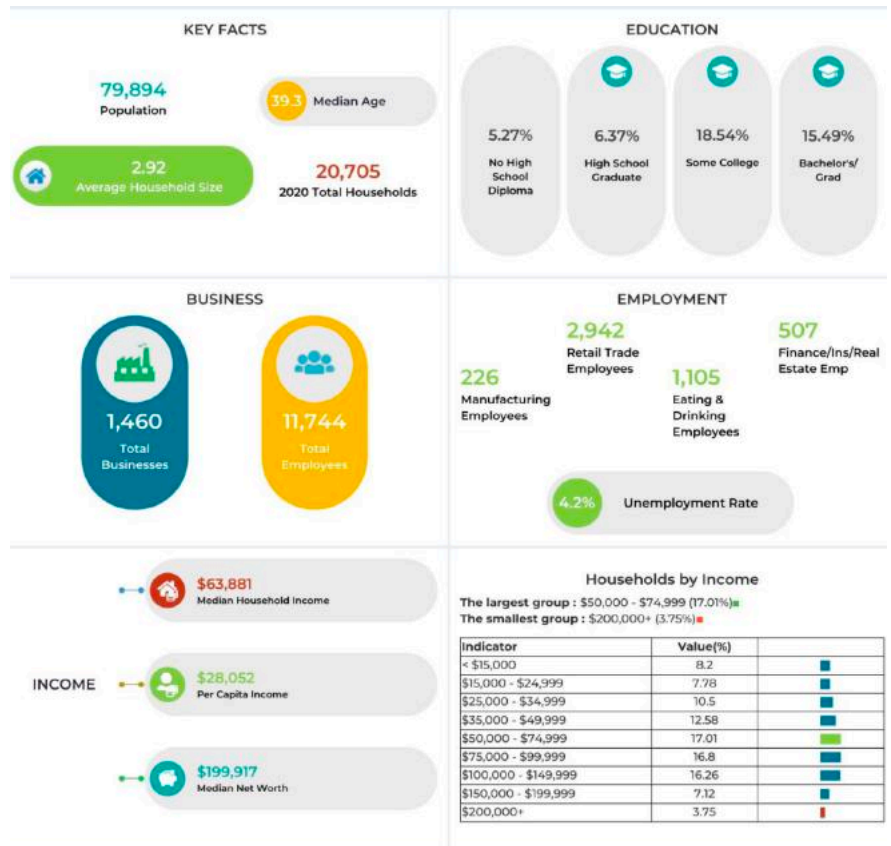 KEY FACTS
79,894
Population
39.3 Median Age
2.92
Average Household Size
20,705
2020 Total Households
EDUCATION
5.27%
No High
School
Diploma
6.37%
High School
Graduate
18.54%
Some College
15.49%
Bachelor's/
Grad
BUSINESS
1,460
Total
Businesses
11,744
Total
Employees
EMPLOYMENT
226
Manufacturing
Employees
2,942
Retail Trade
Employees
1,105
Eating &
Drinking
Employees
507
Finance/Ins/Real
Estate Emp
4.2% Unemployment Rate
INCOME
$63,881
Median Household Income
$28,052
Per Capita Income
$199,917
Median Net Worth
Households by Income
The largest group : $50,000 - $74,999 (17.01%)
The smallest group : $200,000+ (3.75%)
Indicator Value(%)
< $15,000 8.2
$15,000 - $24,999 7.78
$25,000 - $34,999 10.5
$35,000 - $49,999 12.58
$50,000 - $74,999 17.01
$75,000 - $99,999 16.8
$100,000 - $149,999 16.26
$150,000 - $199,999 7.12
$200,000+ 3.75